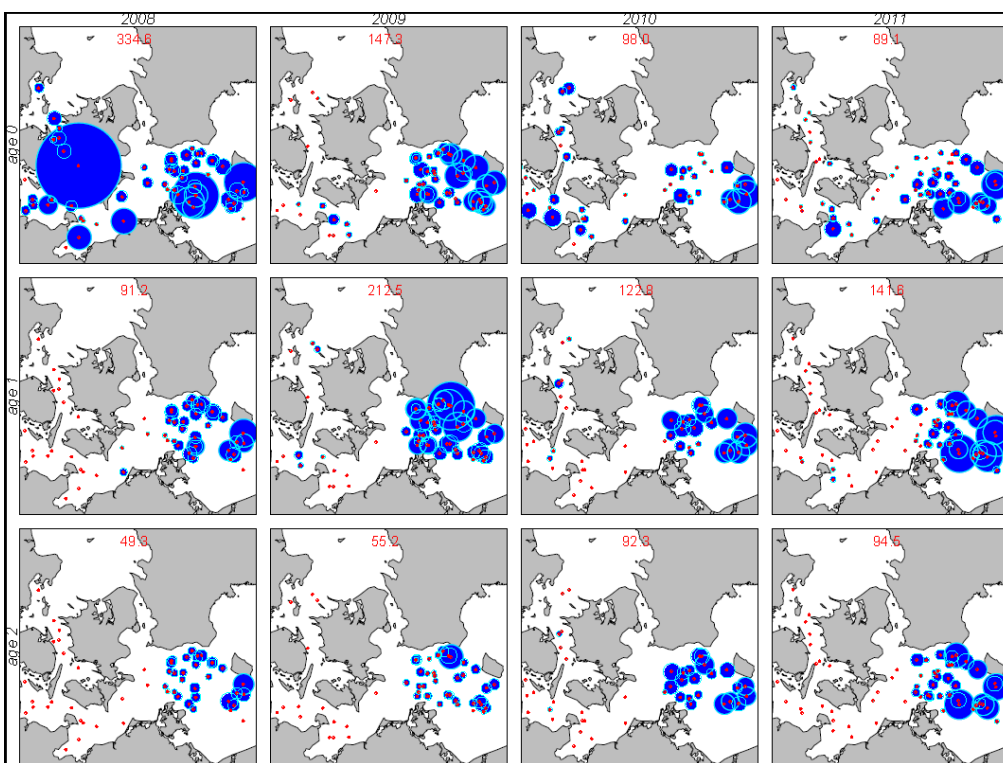 2008 2009 2010 2011
age 0 334.6 147.3 98.0 89.1
age 1 91.2 212.5 122.8 141.6
age 2 49.3 55.2 92.3 94.5